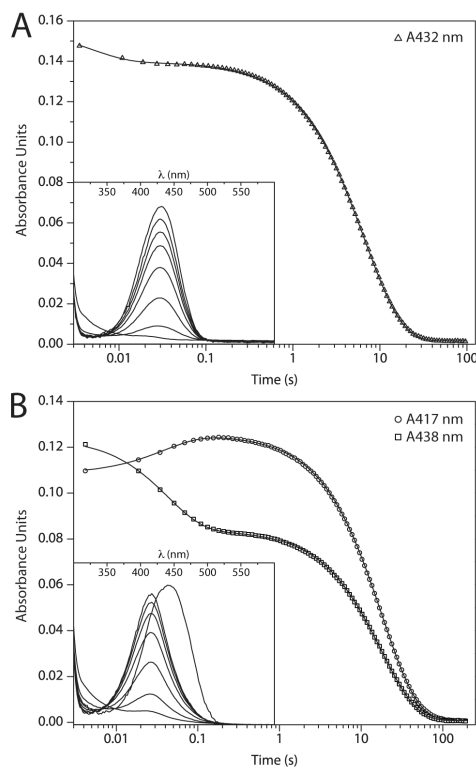 A
△ A432 nm
0.16
0.14
0.12
0.10
0.08
0.06
0.04
0.02
0.00
Absorbance Units
λ (nm)
350 400 450 500 550
0.01 0.1 1 10 100
Time (s)
B
○ A417 nm
□ A438 nm
0.14
0.12
0.10
0.08
0.06
0.04
0.02
0.00
Absorbance Units
λ (nm)
350 400 450 500 550
0.01 0.1 1 10 100
Time (s)